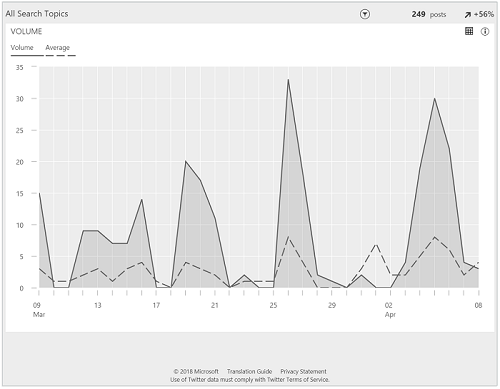 All Search Topics 249 posts +56%
VOLUME
Volume Average
35
30
25
20
15
10
5
0
09 13 17 21 25 29 02 08
Mar Apr
© 2018 Microsoft Translation Guide Privacy Statement
Use of Twitter data must comply with Twitter Terms of Service.